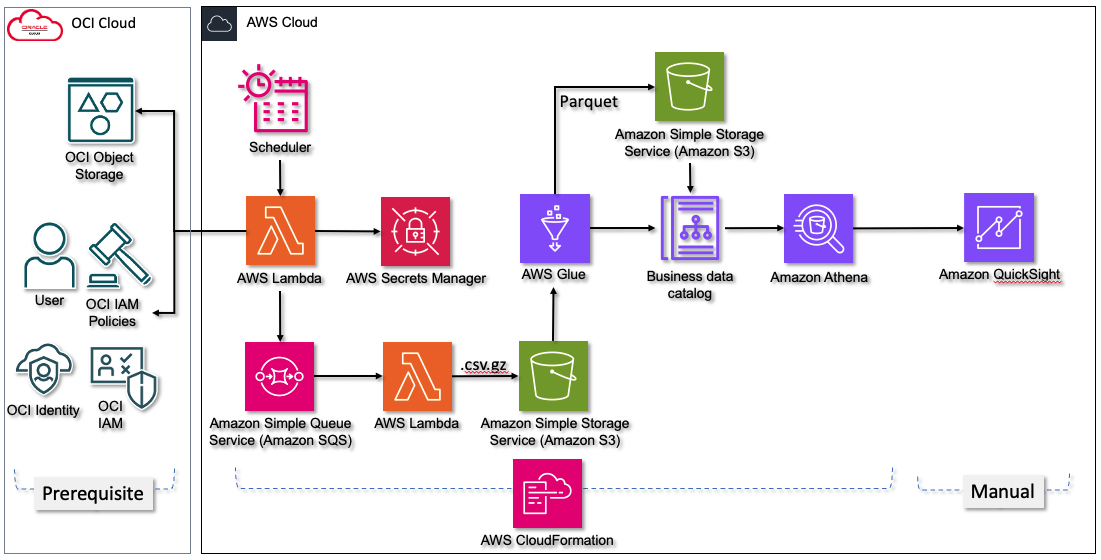 OCI Cloud
ORACLE
CLOUD
OCI Object
Storage
User
OCI IAM
Policies
OCI Identity
OCI
IAM
Prerequisite
AWS Cloud
Scheduler
AWS Lambda
AWS Secrets Manager
Amazon Simple Queue
Service (Amazon SQS)
AWS Lambda
.csv.gz
Amazon Simple Storage
Service (Amazon S3)
AWS Glue
Parquet
Amazon Simple Storage
Service (Amazon S3)
Business data
catalog
Amazon Athena
Amazon QuickSight
AWS CloudFormation
Manual